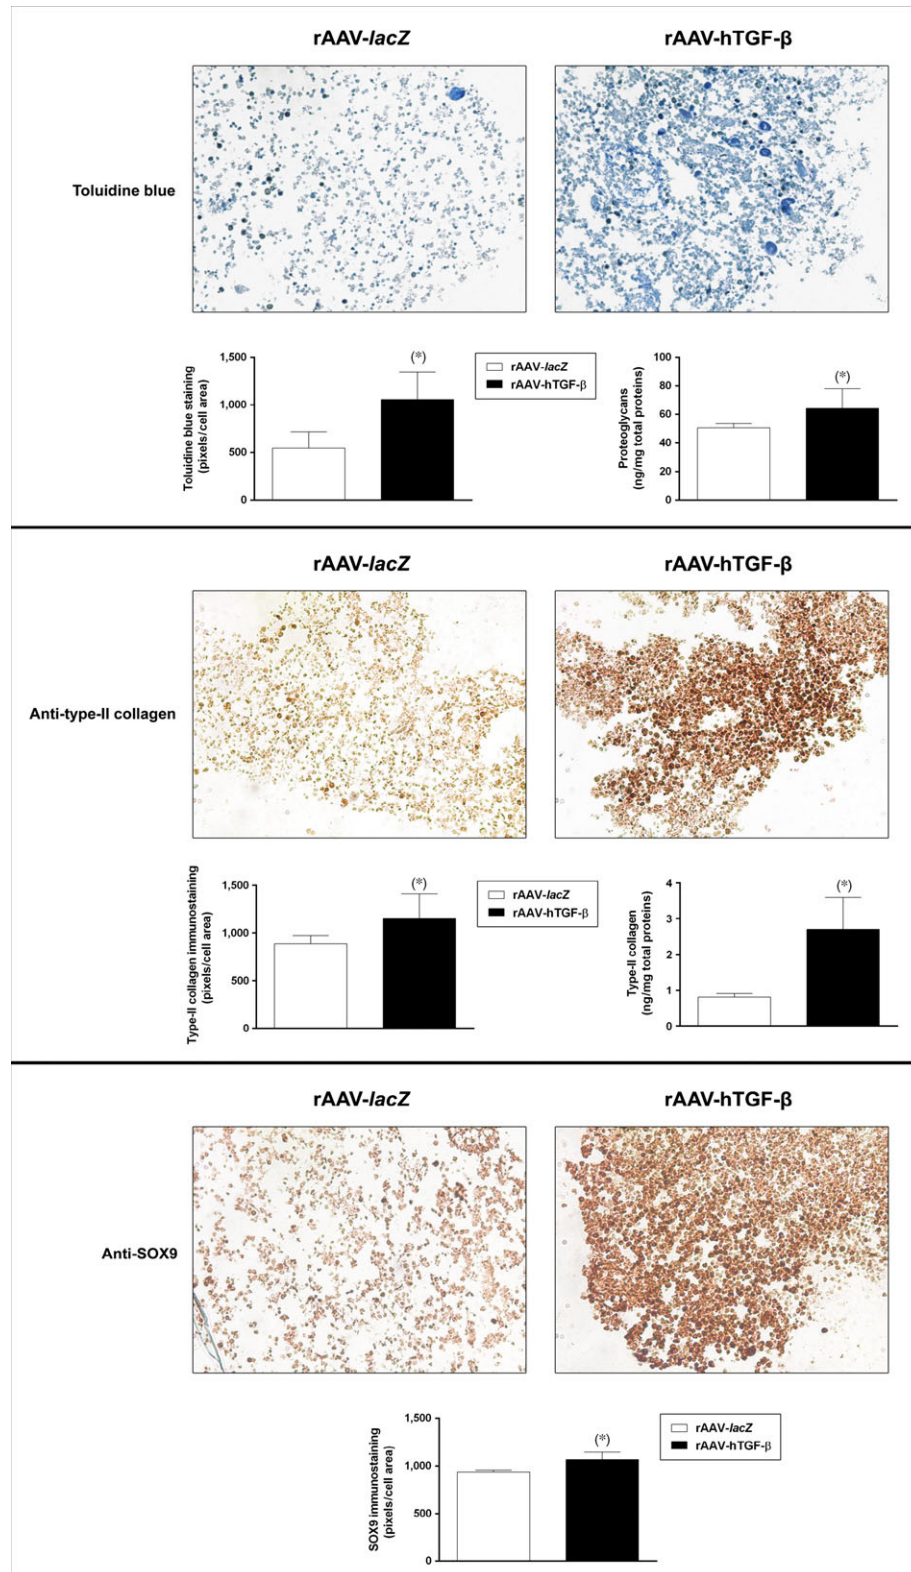 rAAV-lacZ
rAAV-hTGF-β
Toluidine blue
Toluidine blue staining
(pixels/cell area)
1,500
1,000
500
0
(*)
rAAV-lacZ
rAAV-hTGF-β
Proteoglycans
(ng/mg total proteins)
100
80
60
40
20
0
(*)
rAAV-lacZ
rAAV-hTGF-β
Anti-type-II collagen
Type-II collagen immunostaining
(pixels/cell area)
1,500
1,000
500
0
(*)
rAAV-lacZ
rAAV-hTGF-β
Type-II collagen
(ng/mg total proteins)
4
3
2
1
0
(*)
rAAV-lacZ
rAAV-hTGF-β
Anti-SOX9
SOX9 immunostaining
(pixels/cell area)
1,500
1,000
500
0
(*)
rAAV-lacZ
rAAV-hTGF-β